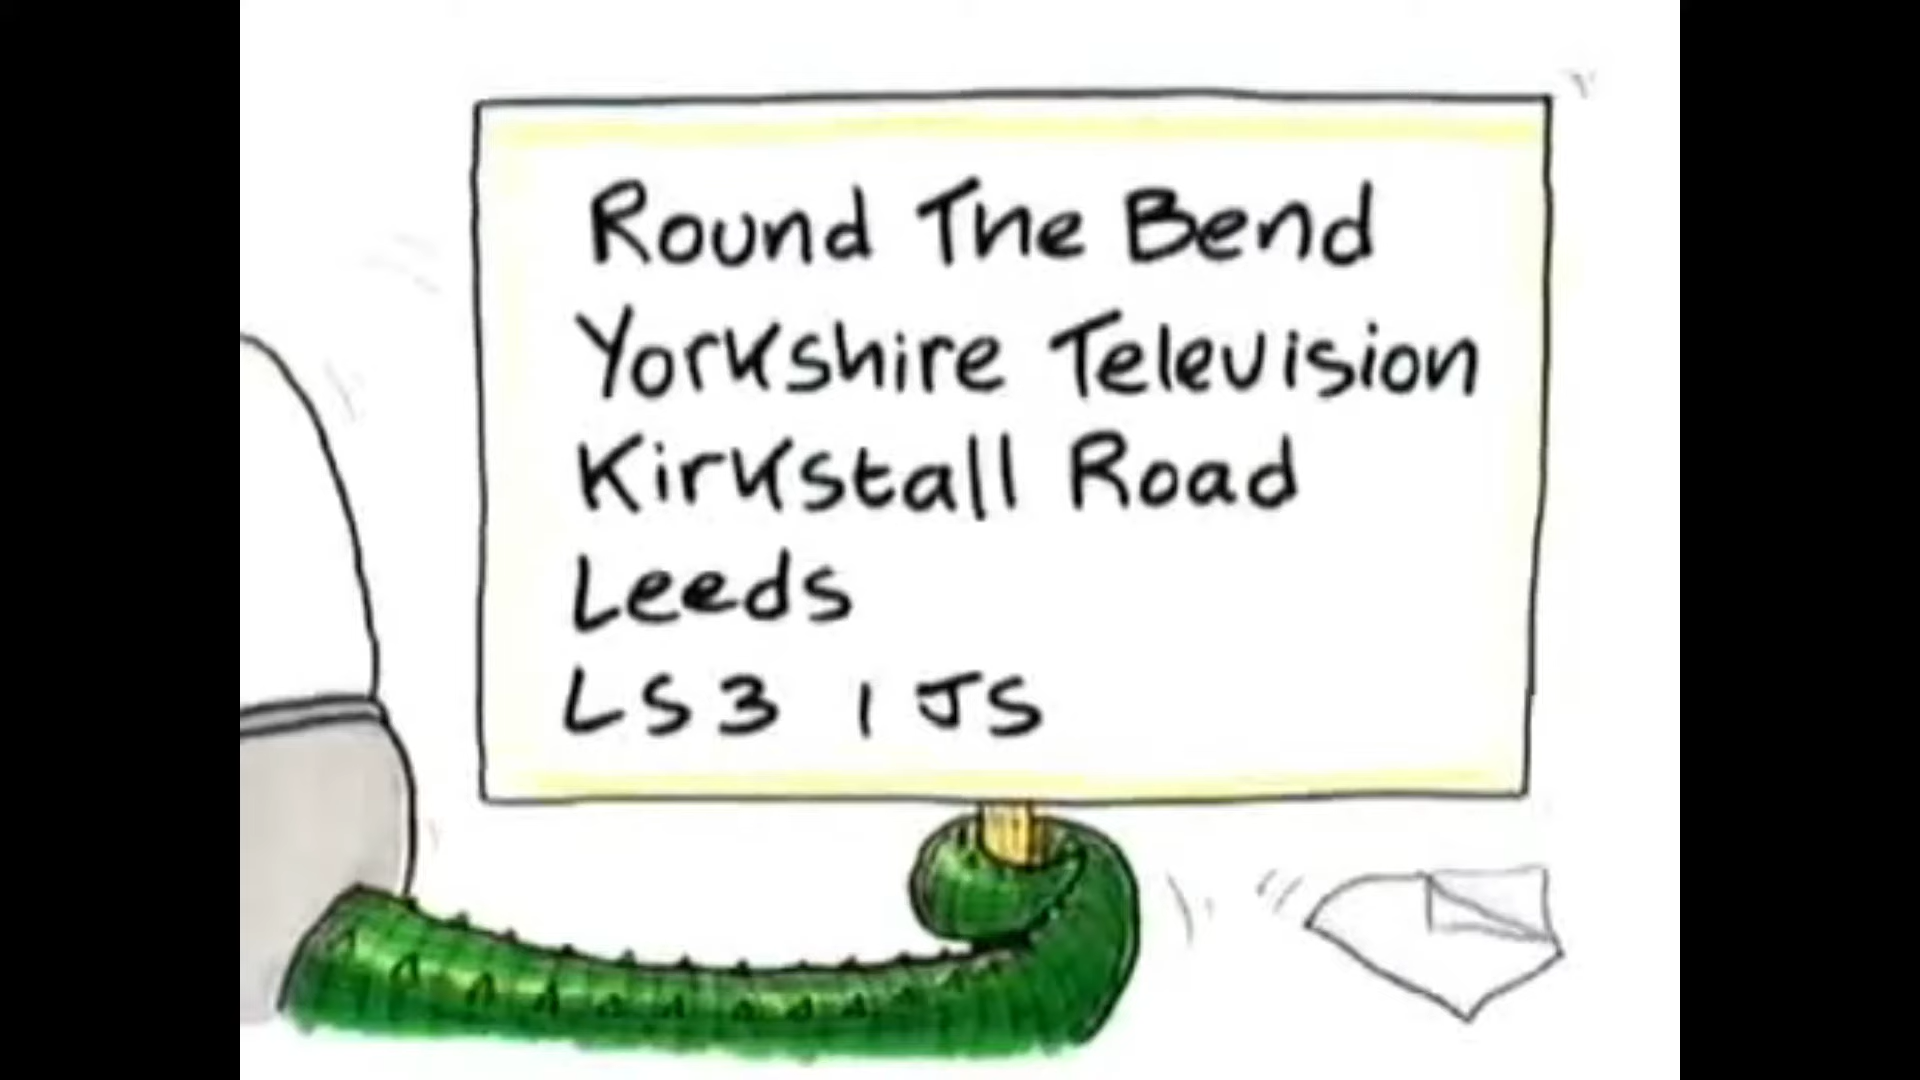 Round The Bend
Yorkshire Television
Kirkstall Road
Leeds
LS3 1JS